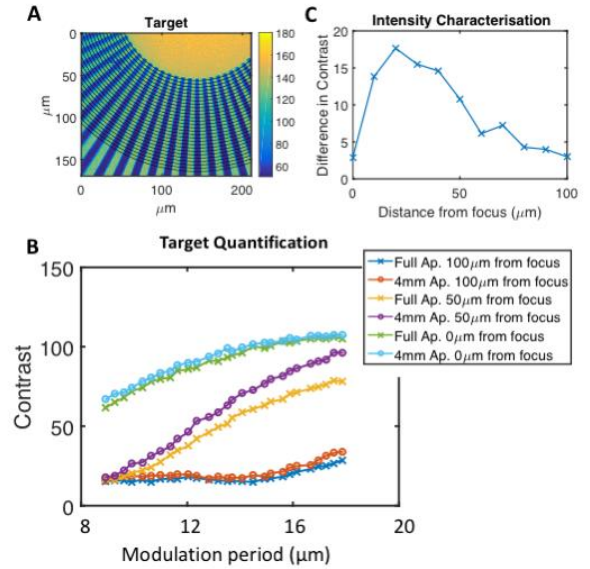 A
Target
0
50
100
150
0
100
200
μm
μm
180
160
140
120
100
80
60
C
Intensity Characterisation
20
15
10
5
0
0
50
100
Difference in Contrast
Distance from focus (μm)
B
Target Quantification
150
100
50
0
8
12
16
20
Contrast
Modulation period (μm)
Full Ap. 100μm from focus
4mm Ap. 100μm from focus
Full Ap. 50μm from focus
4mm Ap. 50μm from focus
Full Ap. 0μm from focus
4mm Ap. 0μm from focus